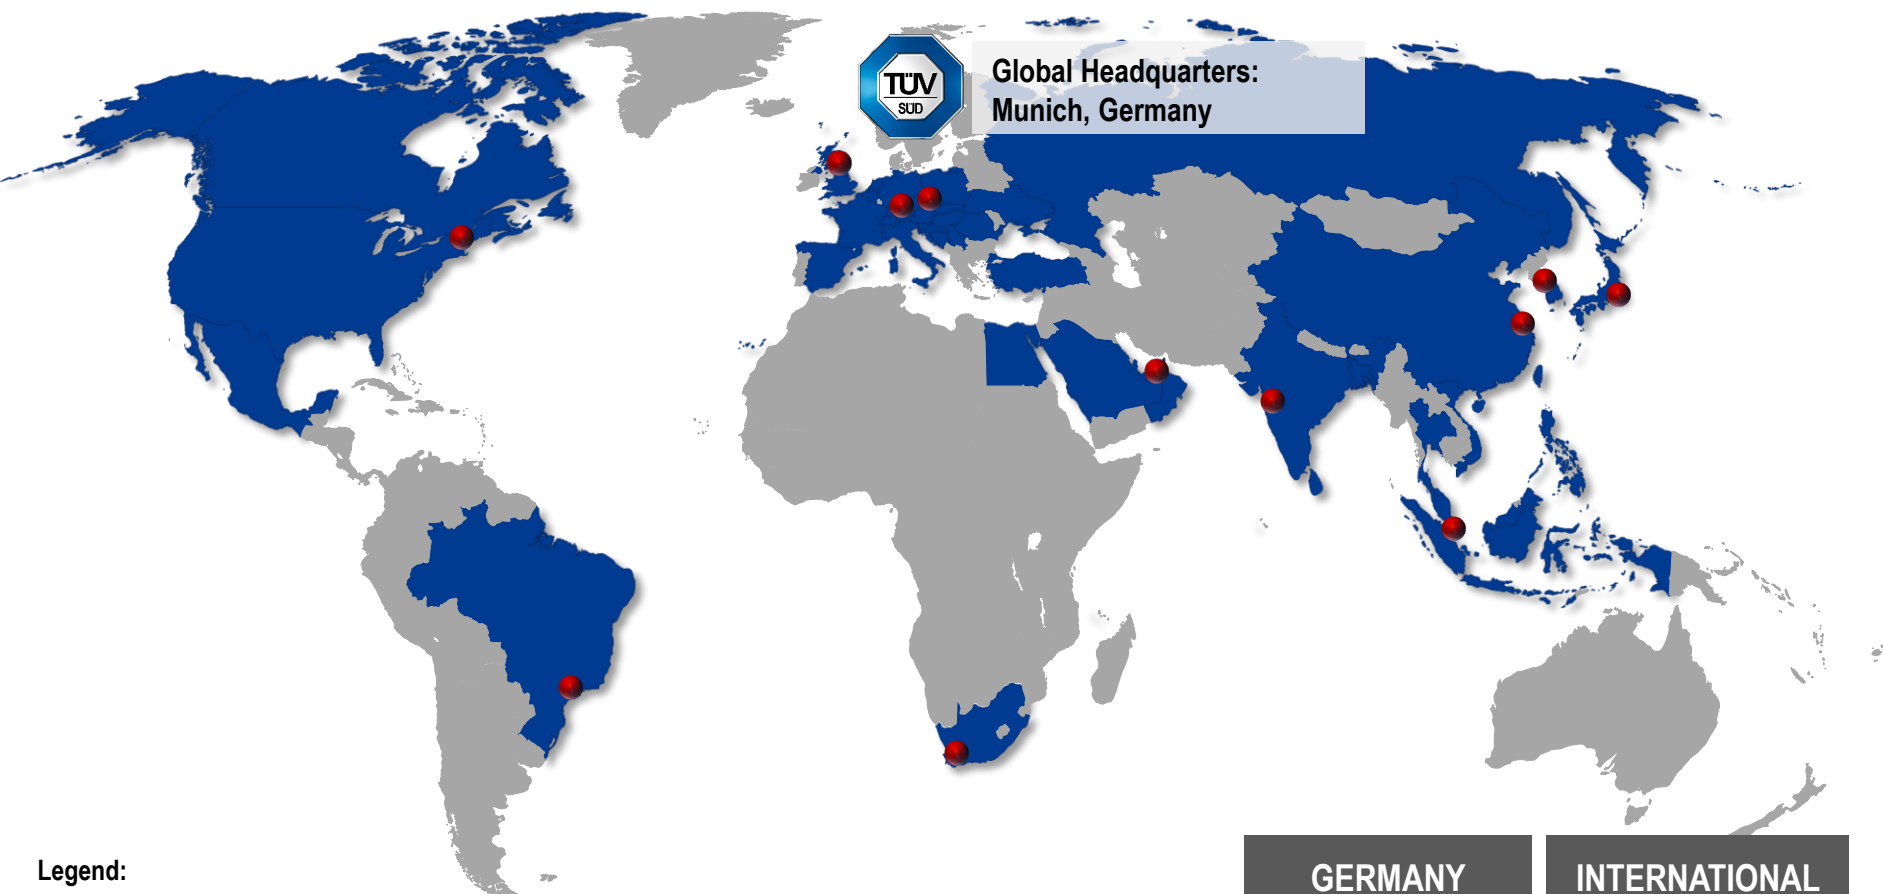 TÜV
SÜD
Global Headquarters:
Munich, Germany
Legend:
GERMANY
INTERNATIONAL